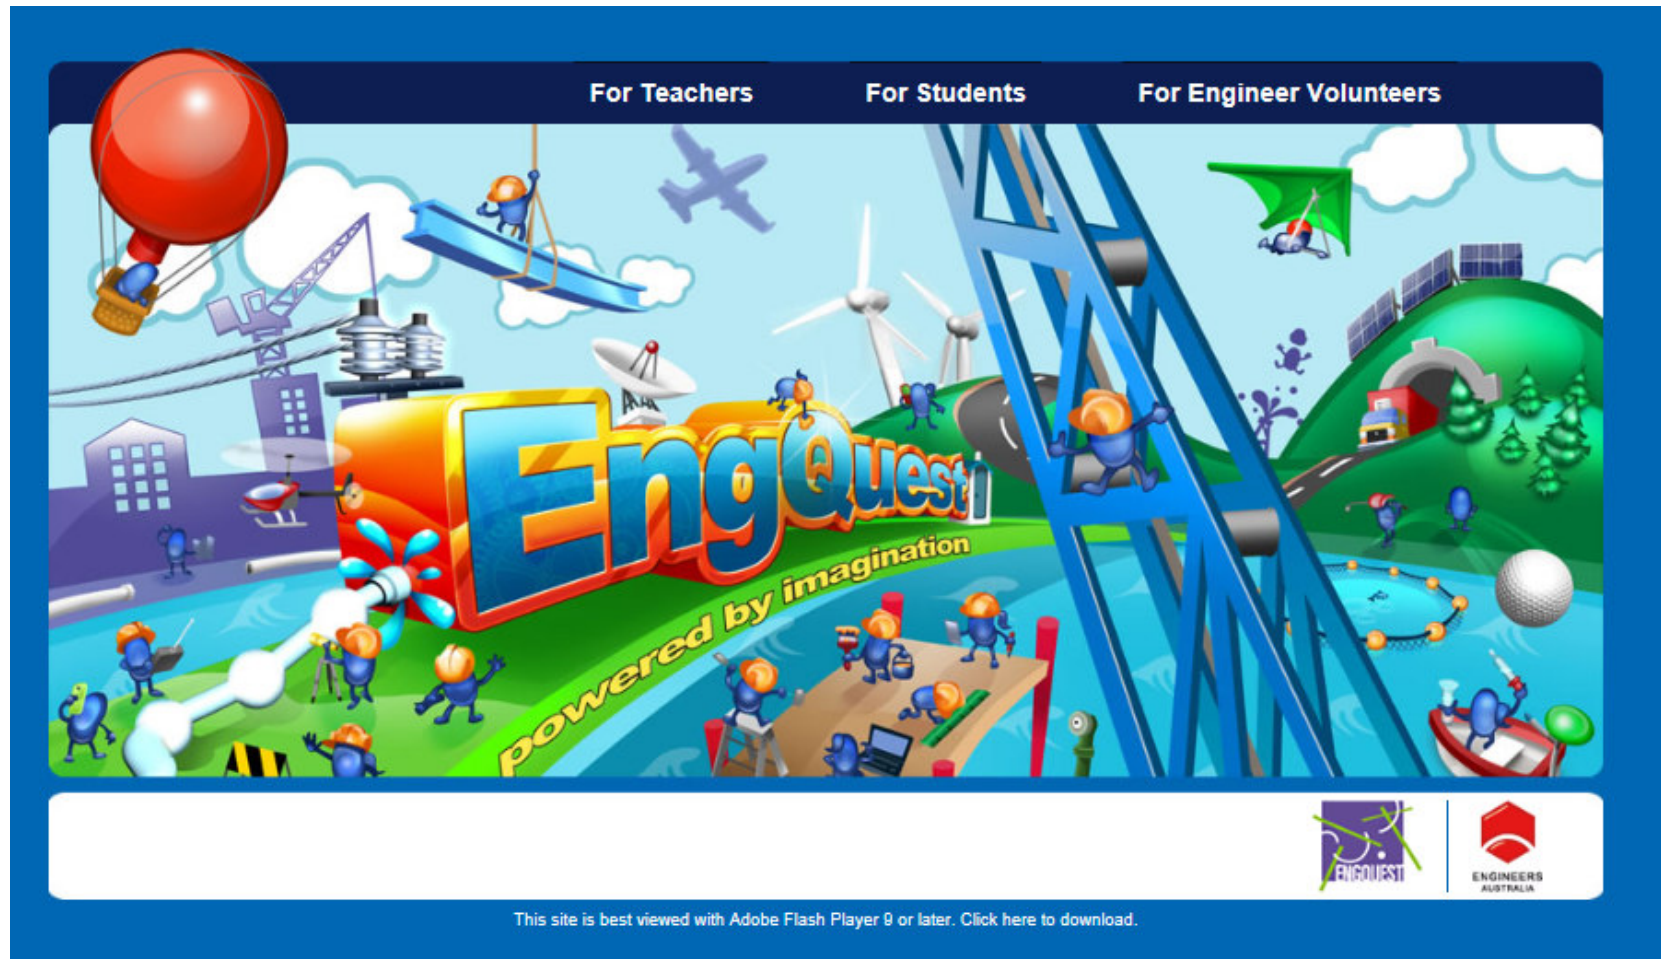 For Teachers
For Students
For Engineer Volunteers
EngQuest
powered by imagination
ENGQUEST
ENGINEERS
AUSTRALIA
This site is best viewed with Adobe Flash Player 9 or later. Click here to download.